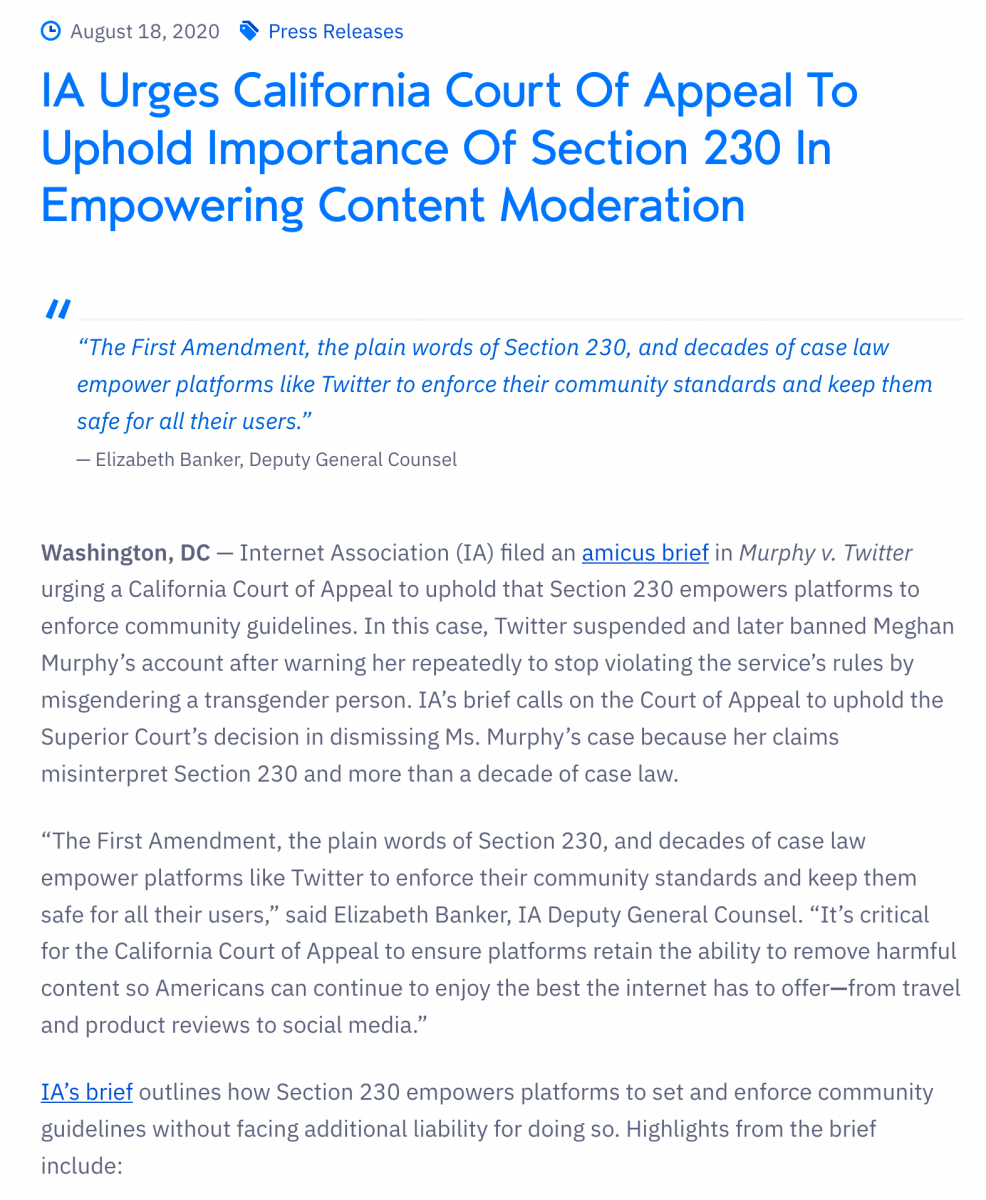 August 18, 2020 Press Releases
IA Urges California Court Of Appeal To
Uphold Importance Of Section 230 In
Empowering Content Moderation
“The First Amendment, the plain words of Section 230, and decades of case law
empower platforms like Twitter to enforce their community standards and keep them
safe for all their users.”
— Elizabeth Banker, Deputy General Counsel
Washington, DC — Internet Association (IA) filed an amicus brief in Murphy v. Twitter
urging a California Court of Appeal to uphold that Section 230 empowers platforms to
enforce community guidelines. In this case, Twitter suspended and later banned Meghan
Murphy’s account after warning her repeatedly to stop violating the service’s rules by
misgendering a transgender person. IA’s brief calls on the Court of Appeal to uphold the
Superior Court’s decision in dismissing Ms. Murphy’s case because her claims
misinterpret Section 230 and more than a decade of case law.
“The First Amendment, the plain words of Section 230, and decades of case law
empower platforms like Twitter to enforce their community standards and keep them
safe for all their users,” said Elizabeth Banker, IA Deputy General Counsel. “It’s critical
for the California Court of Appeal to ensure platforms retain the ability to remove harmful
content so Americans can continue to enjoy the best the internet has to offer—from travel
and product reviews to social media.”
IA’s brief outlines how Section 230 empowers platforms to set and enforce community
guidelines without facing additional liability for doing so. Highlights from the brief
include: